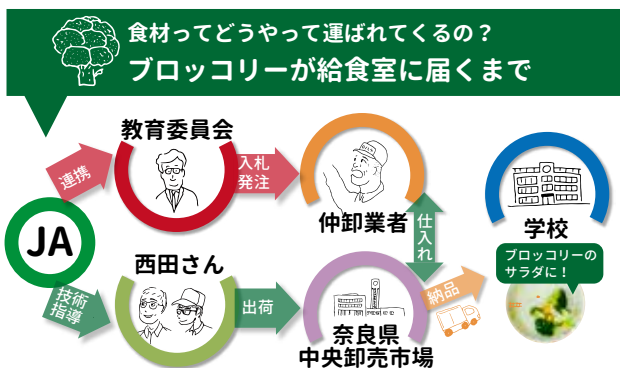 食材ってどうやって運ばれてくるの？
ブロッコリーが給食室に届くまで
教育委員会
連携
入札
発注
仲卸業者
学校
JA
仕入れ
ブロッコリーの
サラダに！
西田さん
技術
指導
出荷
納品
奈良県
中央卸売市場